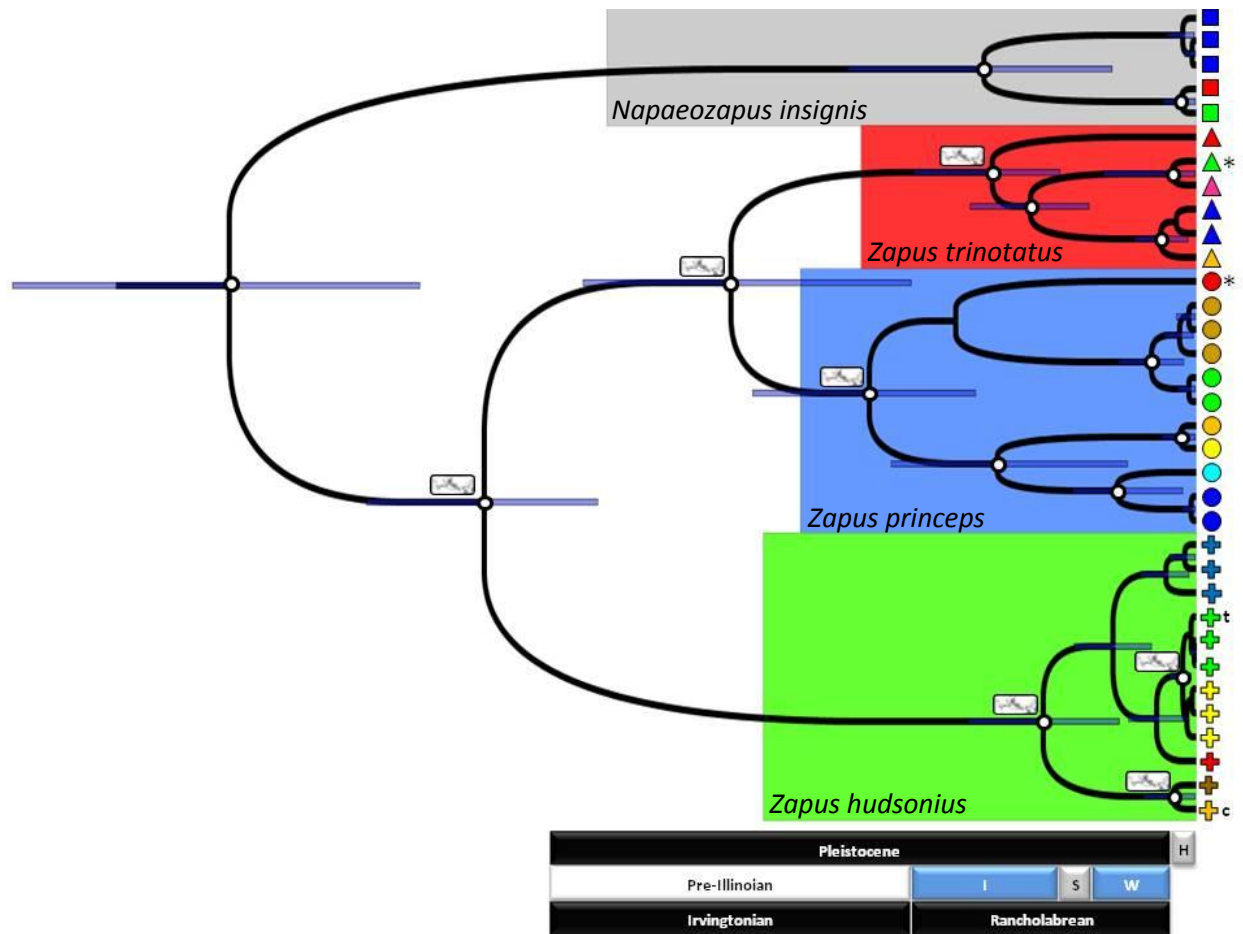 Napaeozapus insignis
*
Zapus trinotatus
*
Zapus princeps
t
Zapus hudsonius
c
Pleistocene H
Pre-Illinoian I S W
Irvingtonian Rancholabrean